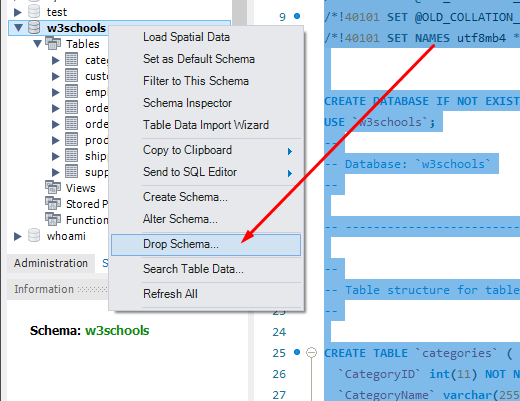 test
w3schools
Tables
cate
custo
emp
orde
orde
prod
ship
supp
Views
Stored P
Function
whoami
Administration S
Information
Schema: w3schools
Load Spatial Data
Set as Default Schema
Filter to This Schema
Schema Inspector
Table Data Import Wizard
Copy to Clipboard
Send to SQL Editor
Create Schema...
Alter Schema...
Drop Schema...
Search Table Data...
Refresh All
9 /*!40101 SET @OLD_COLLATION_
/*!40101 SET NAMES utf8mb4 *
CREATE DATABASE IF NOT EXIST
USE `w3schools`;
--
-- Database: `w3schools`
--
-- ---------------------------
--
-- Table structure for table
23 --
24
25 CREATE TABLE `categories` (
26 `CategoryID` int(11) NOT N
27 `CategoryName` varchar(255